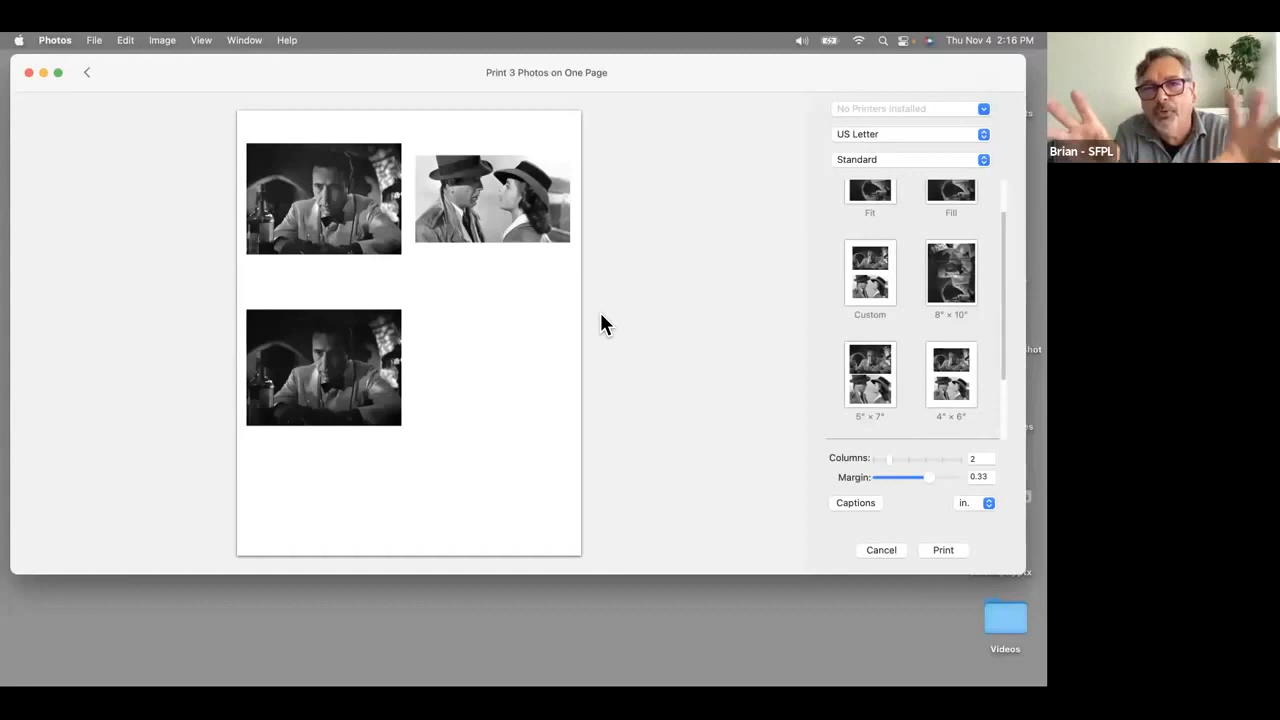 Photos File Edit Image View Window Help Thu Nov 4 2:16 PM
Print 3 Photos on One Page
No Printers installed
US Letter
Standard
Fit Fill
Custom 8" × 10"
5" × 7" 4" × 6"
Columns: 2
Margin: 0.33
Captions in.
Cancel Print
Videos
Brian - SFPL